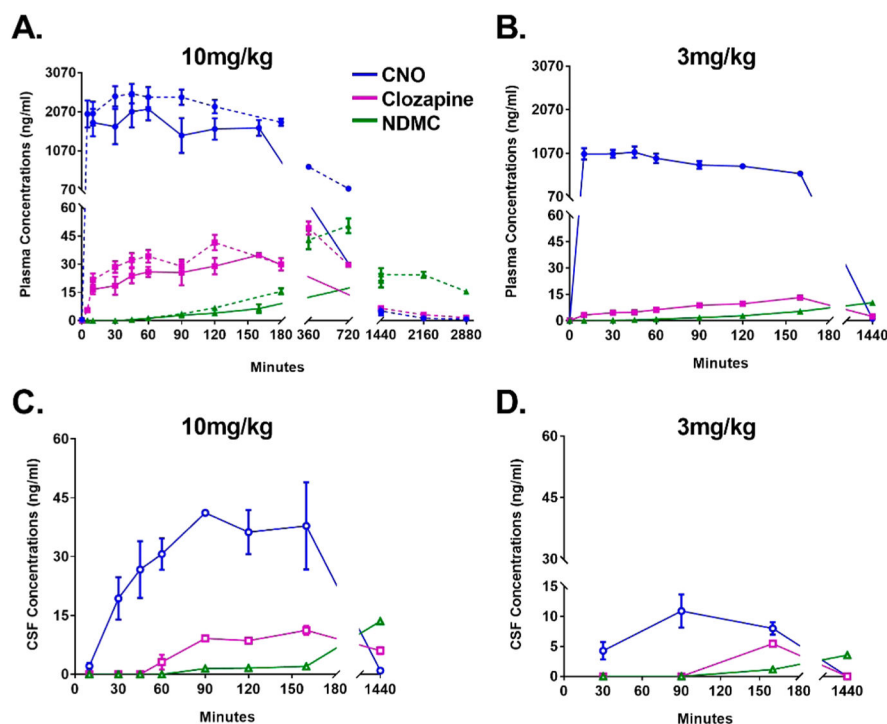 A.
10mg/kg
CNO
Clozapine
NDMC
Plasma Concentrations (ng/ml)
3070
2070
1070
70
60
45
30
15
0
0 30 60 90 120 150 180 360 720 1440 2160 2880
Minutes
B.
3mg/kg
Plasma Concentrations (ng/ml)
3070
2070
1070
70
60
45
30
15
0
0 30 60 90 120 150 180 1440
Minutes
C.
10mg/kg
CSF Concentrations (ng/ml)
60
45
30
15
0
0 30 60 90 120 150 180 1440
Minutes
D.
3mg/kg
CSF Concentrations (ng/ml)
60
45
30
15
10
5
0
0 30 60 90 120 150 180 1440
Minutes